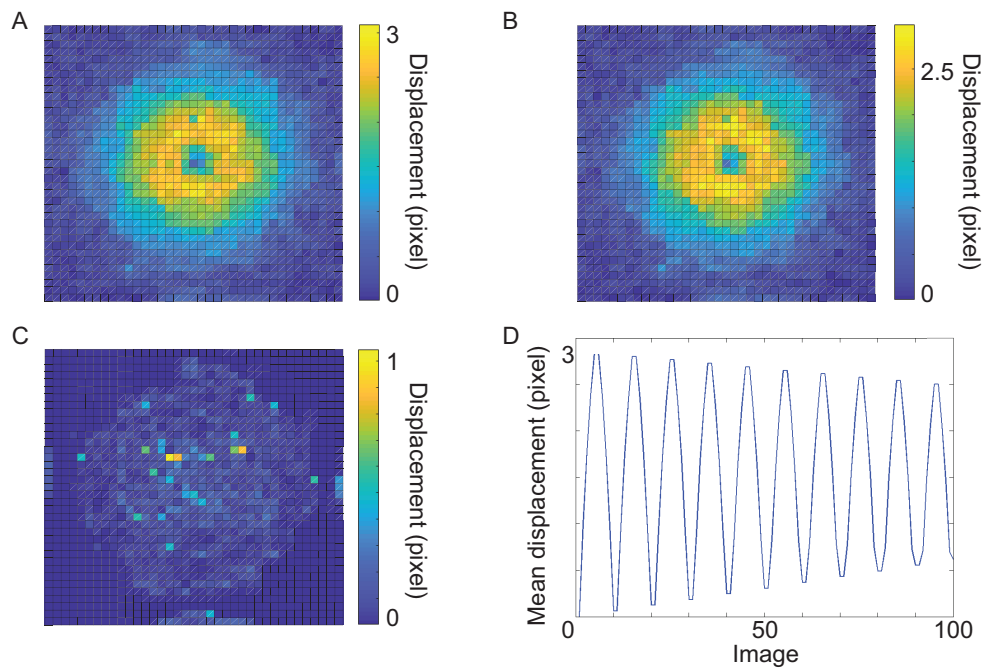 A
3
Displacement (pixel)
0
B
2.5
Displacement (pixel)
0
C
1
Displacement (pixel)
0
D
3
Mean displacement (pixel)
0
50
100
Image